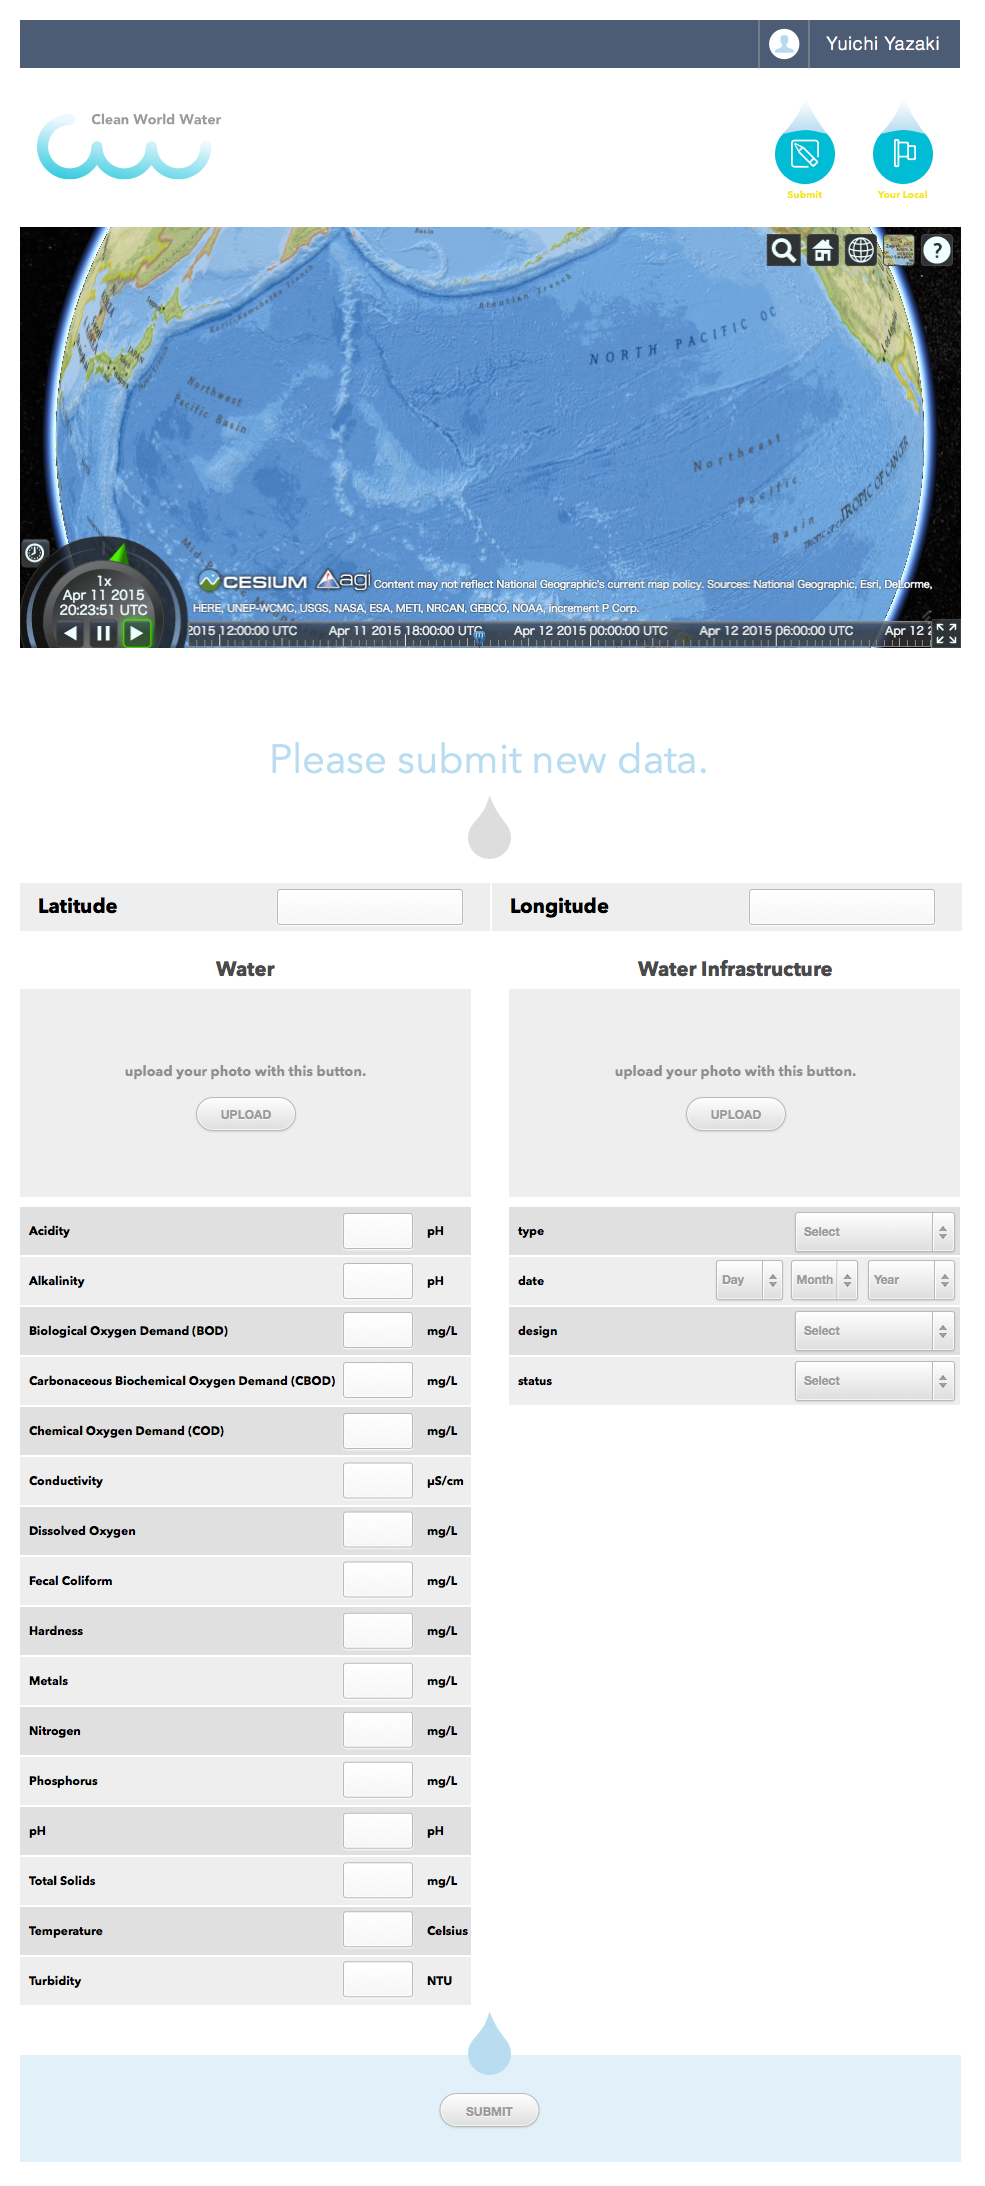 Yuichi Yazaki
Clean World Water
Submit
Your Local
Basin
Kuril-Kamchatka Trench
Aleutian Trench
NORTH PACIFIC OC
Los Angeles
JAPAN
Northwest
Pacific Basin
Northeast
Pacific
Basin
TROPIC OF CANCER
1x
Apr 11 2015
20:23:51 UTC
CESIUM agi Content may not reflect National Geographic's current map policy. Sources: National Geographic, Esri, DeLorme,
HERE, UNEP-WCMC, USGS, NASA, ESA, METI, NRCAN, GEBCO, NOAA, increment P Corp.
2015 12:00:00 UTC Apr 11 2015 18:00:00 UTC Apr 12 2015 00:00:00 UTC Apr 12 2015 06:00:00 UTC Apr 12 2
Please submit new data.
Latitude Longitude
Water Water Infrastructure
upload your photo with this button. upload your photo with this button.
UPLOAD UPLOAD
Acidity pH type Select
Alkalinity pH date Day Month Year
Biological Oxygen Demand (BOD) mg/L design Select
Carbonaceous Biochemical Oxygen Demand (CBOD) mg/L status Select
Chemical Oxygen Demand (COD) mg/L
Conductivity µS/cm
Dissolved Oxygen mg/L
Fecal Coliform mg/L
Hardness mg/L
Metals mg/L
Nitrogen mg/L
Phosphorus mg/L
pH pH
Total Solids mg/L
Temperature Celsius
Turbidity NTU
SUBMIT